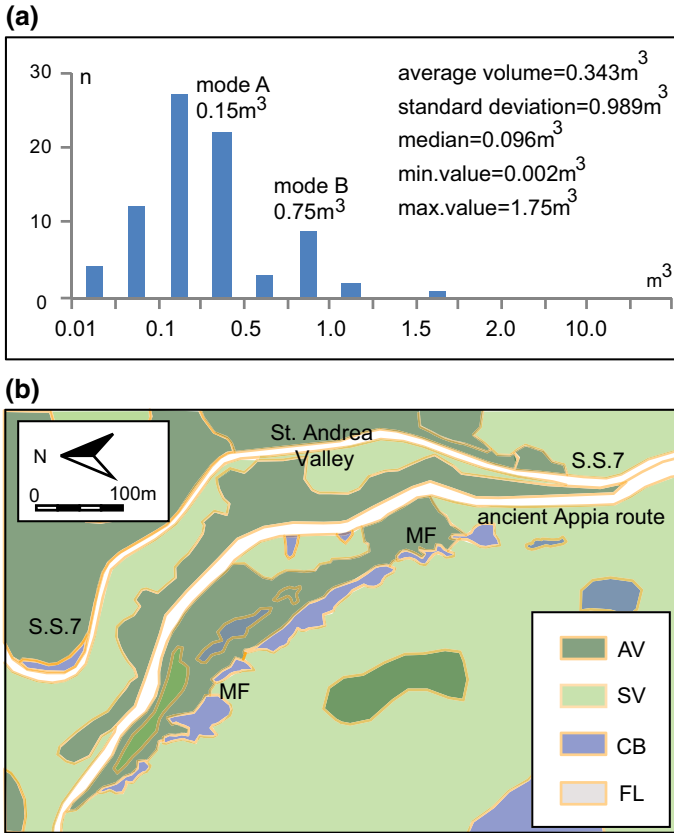 (a)
30
n
20
10
0
mode A
0.15m³
mode B
0.75m³
average volume=0.343m³
standard deviation=0.989m³
median=0.096m³
min.value=0.002m³
max.value=1.75m³
m³
0.01 0.1 0.5 1.0 1.5 2.0 10.0
(b)
N
0 100m
St. Andrea
Valley
S.S.7
ancient Appia route
MF
S.S.7
MF
AV
SV
CB
FL